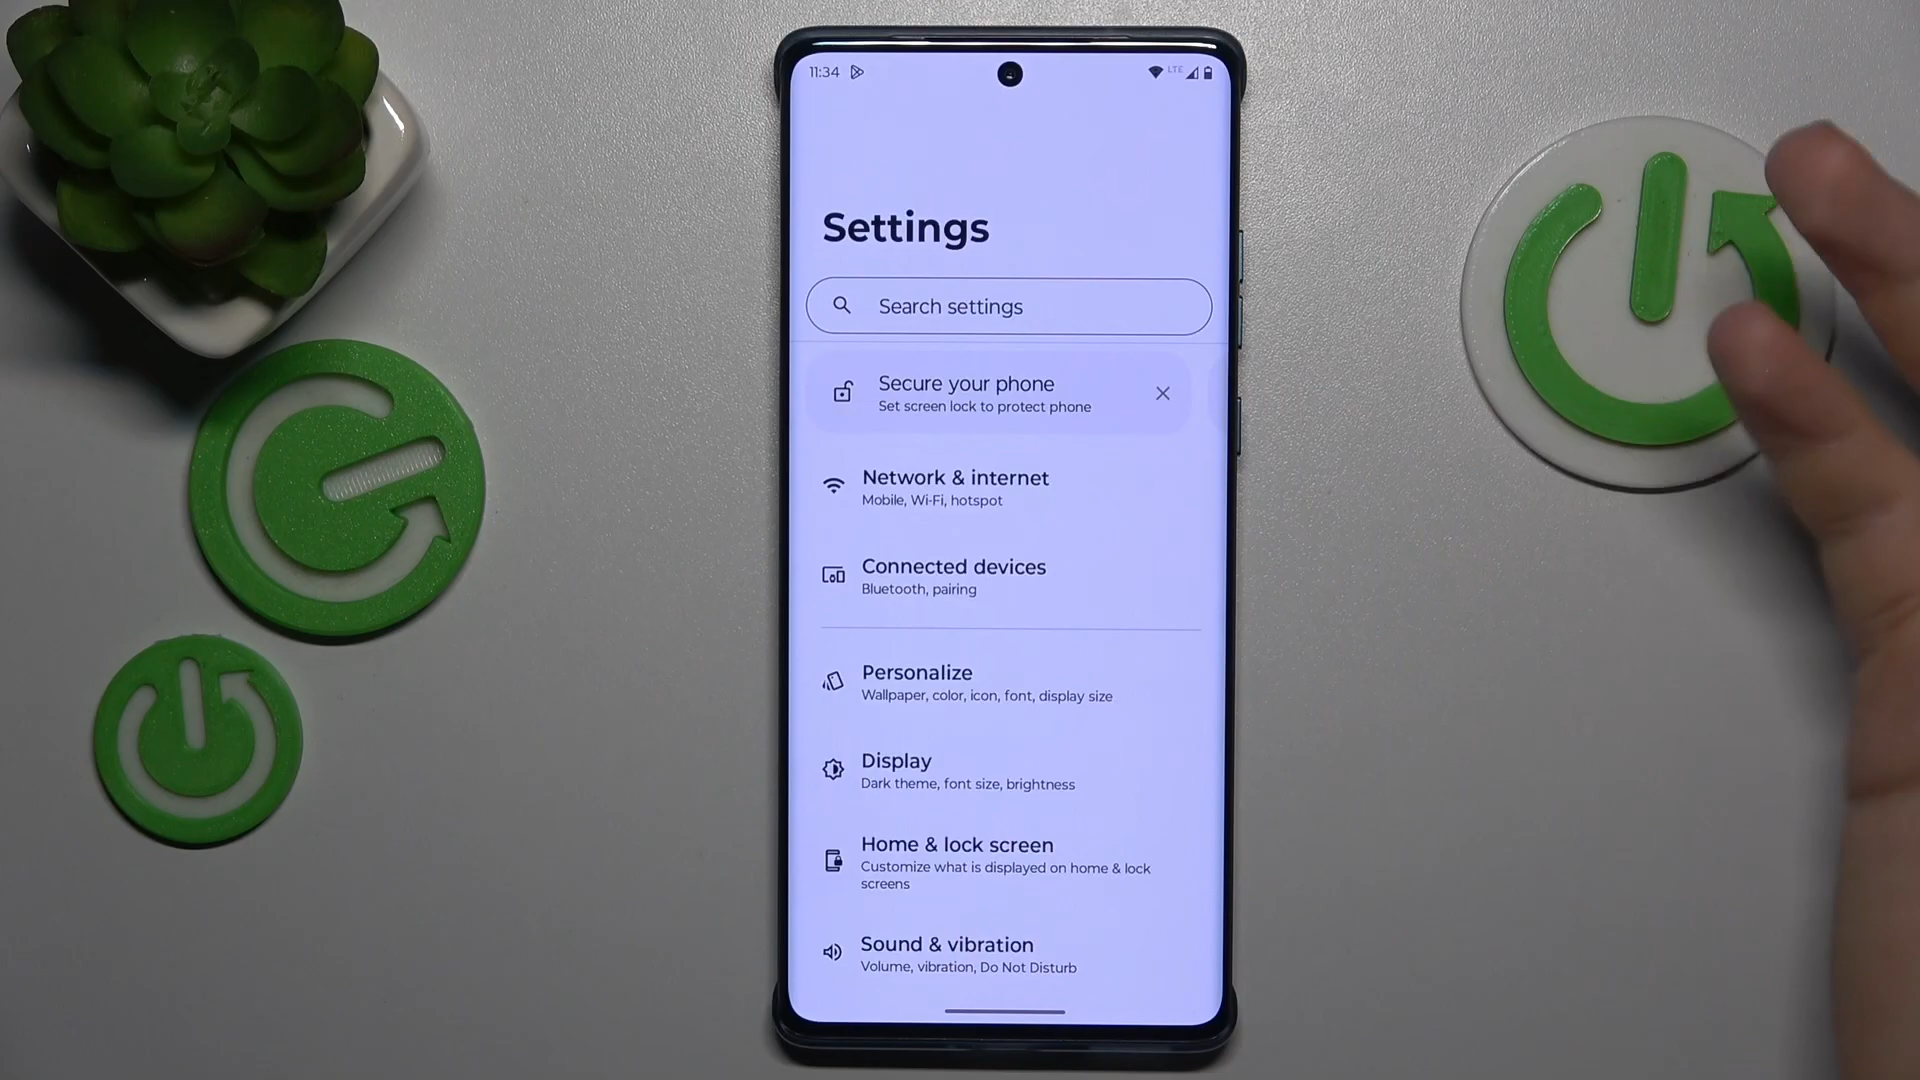 11:34
LTE
Settings
Search settings
Secure your phone
Set screen lock to protect phone
Network & internet
Mobile, Wi-Fi, hotspot
Connected devices
Bluetooth, pairing
Personalize
Wallpaper, color, icon, font, display size
Display
Dark theme, font size, brightness
Home & lock screen
Customize what is displayed on home & lock
screens
Sound & vibration
Volume, vibration, Do Not Disturb